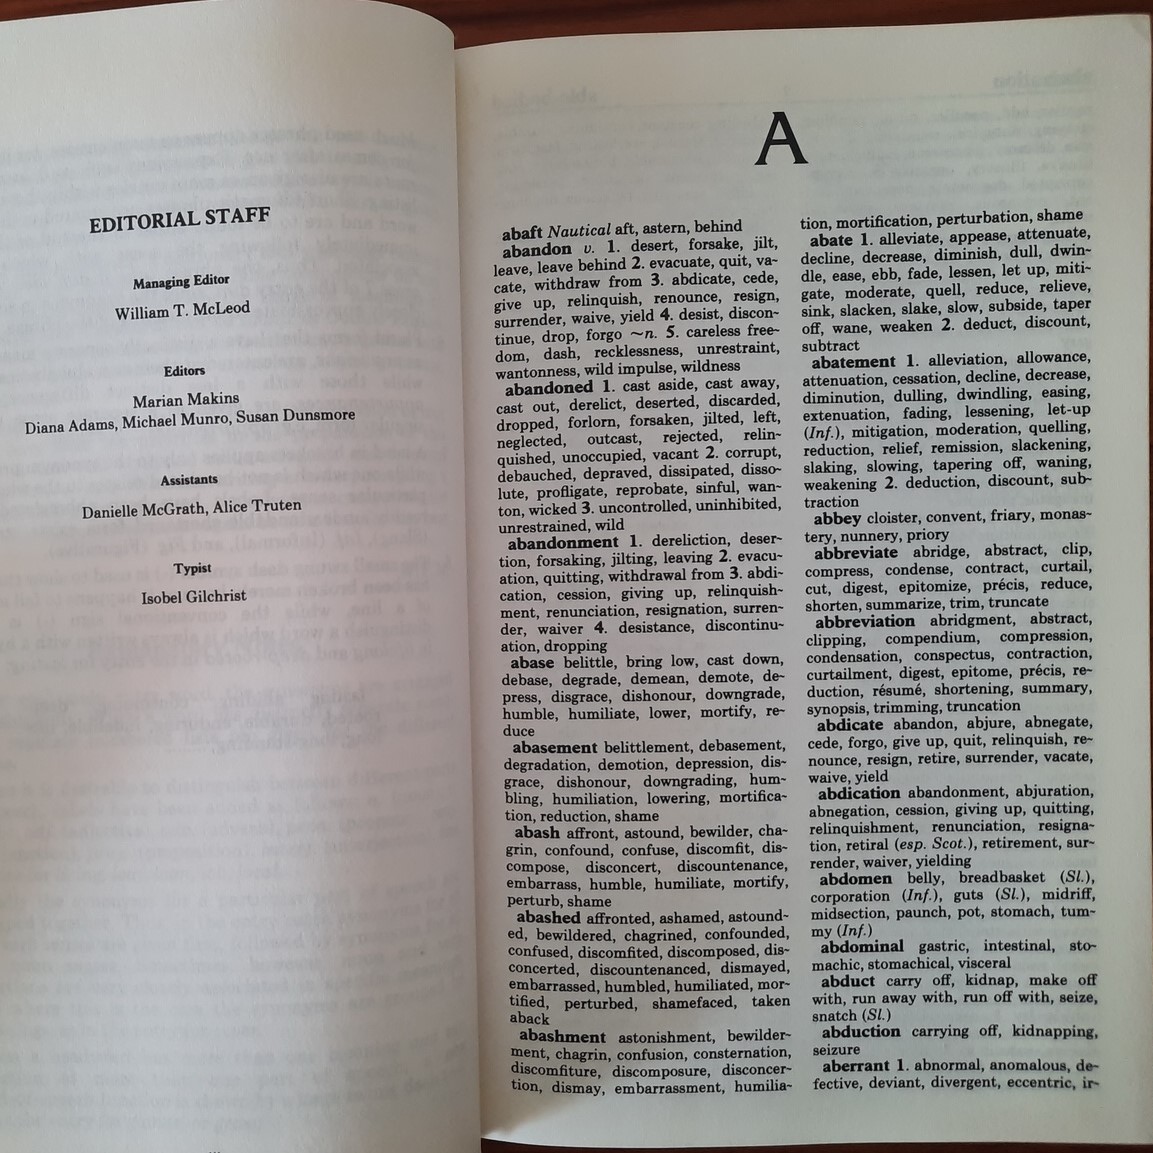 EDITORIAL STAFF
Managing Editor
William T. McLeod
Editors
Marian Makins
Diana Adams, Michael Munro, Susan Dunsmore
Assistants
Danielle McGrath, Alice Truten
Typist
Isobel Gilchrist
A
abaft Nautical aft, astern, behind
abandon v. 1. desert, forsake, jilt,
leave, leave behind 2. evacuate, quit, va-
cate, withdraw from 3. abdicate, cede,
give up, relinquish, renounce, resign,
surrender, waive, yield 4. desist, discon-
tinue, drop, forgo ~n. 5. careless free-
dom, dash, recklessness, unrestraint,
wantonness, wild impulse, wildness
abandoned 1. cast aside, cast away,
cast out, derelict, deserted, discarded,
dropped, forlorn, forsaken, jilted, left,
neglected, outcast, rejected, relin-
quished, unoccupied, vacant 2. corrupt,
debauched, depraved, dissipated, disso-
lute, profligate, reprobate, sinful, wan-
ton, wicked 3. uncontrolled, uninhibited,
unrestrained, wild
abandonment 1. dereliction, deser-
tion, forsaking, jilting, leaving 2. evacu-
ation, quitting, withdrawal from 3. abdi-
cation, cession, giving up, relinquish-
ment, renunciation, resignation, surren-
der, waiver 4. desistance, discontinu-
ation, dropping
abase belittle, bring low, cast down,
debase, degrade, demean, demote, de-
press, disgrace, dishonour, downgrade,
humble, humiliate, lower, mortify, re-
duce
abasement belittlement, debasement,
degradation, demotion, depression, dis-
grace, dishonour, downgrading, hum-
bling, humiliation, lowering, mortifica-
tion, reduction, shame
abash affront, astound, bewilder, cha-
grin, confound, confuse, discomfit, dis-
compose, disconcert, discountenance,
embarrass, humble, humiliate, mortify,
perturb, shame
abashed affronted, ashamed, astound-
ed, bewildered, chagrined, confounded,
confused, discomfited, discomposed, dis-
concerted, discountenanced, dismayed,
embarrassed, humbled, humiliated, mor-
tified, perturbed, shamefaced, taken
aback
abashment astonishment, bewilder-
ment, chagrin, confusion, consternation,
discomfiture, discomposure, disconcer-
tion, dismay, embarrassment, humilia-
tion, mortification, perturbation, shame
abate 1. alleviate, appease, attenuate,
decline, decrease, diminish, dull, dwin-
dle, ease, ebb, fade, lessen, let up, miti-
gate, moderate, quell, reduce, relieve,
sink, slacken, slake, slow, subside, taper
off, wane, weaken 2. deduct, discount,
subtract
abatement 1. alleviation, allowance,
attenuation, cessation, decline, decrease,
diminution, dulling, dwindling, easing,
extenuation, fading, lessening, let-up
(Inf.), mitigation, moderation, quelling,
reduction, relief, remission, slackening,
slaking, slowing, tapering off, waning,
weakening 2. deduction, discount, sub-
traction
abbey cloister, convent, friary, monas-
tery, nunnery, priory
abbreviate abridge, abstract, clip,
compress, condense, contract, curtail,
cut, digest, epitomize, précis, reduce,
shorten, summarize, trim, truncate
abbreviation abridgment, abstract,
clipping, compendium, compression,
condensation, conspectus, contraction,
curtailment, digest, epitome, précis, re-
duction, résumé, shortening, summary,
synopsis, trimming, truncation
abdicate abandon, abjure, abnegate,
cede, forgo, give up, quit, relinquish, re-
nounce, resign, retire, surrender, vacate,
waive, yield
abdication abandonment, abjuration,
abnegation, cession, giving up, quitting,
relinquishment, renunciation, resigna-
tion, retiral (esp. Scot.), retirement, sur-
render, waiver, yielding
abdomen belly, breadbasket (Sl.),
corporation (Inf.), guts (Sl.), midriff,
midsection, paunch, pot, stomach, tum-
my (Inf.)
abdominal gastric, intestinal, sto-
machic, stomachical, visceral
abduct carry off, kidnap, make off
with, run away with, run off with, seize,
snatch (Sl.)
abduction carrying off, kidnapping,
seizure
aberrant 1. abnormal, anomalous, de-
fective, deviant, divergent, eccentric, ir-